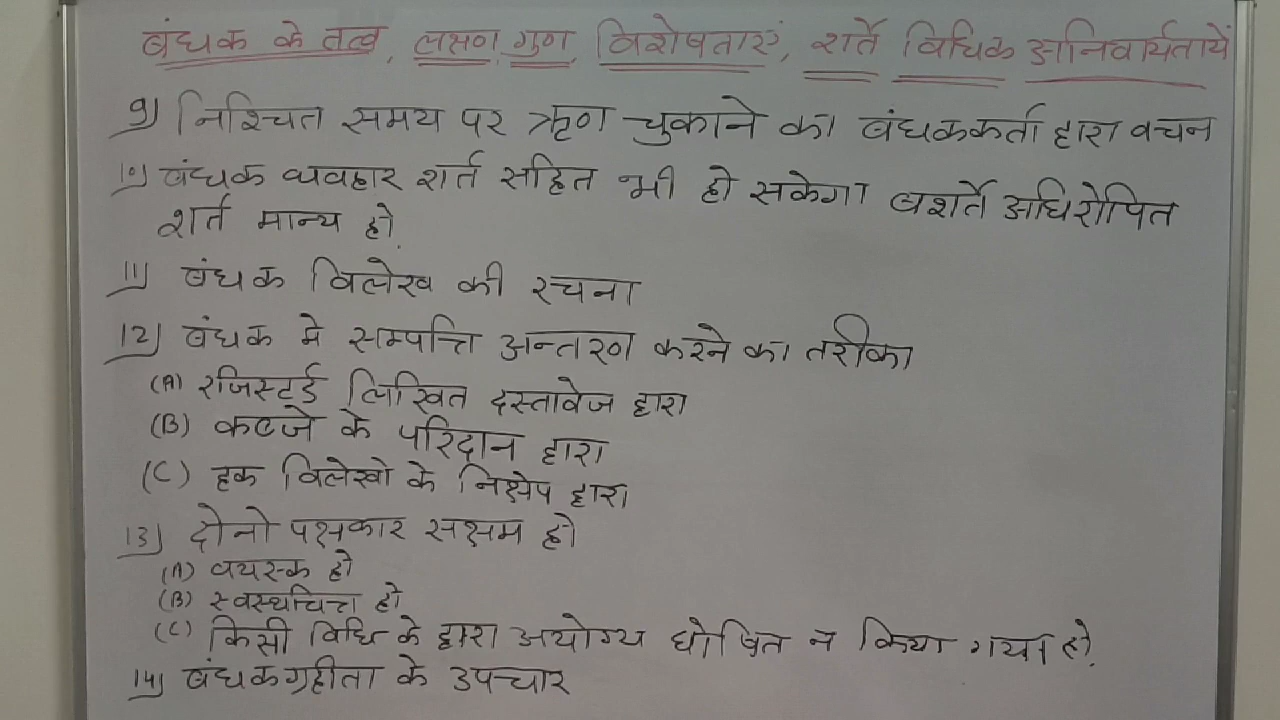 बंधक के तत्व, लक्षण, गुण, विशेषताएं, शर्ते विधिक अनिवार्यतायें
9) निश्चित समय पर ऋण चुकाने का बंधककर्ता द्वारा वचन
10) बंधक व्यवहार शर्त सहित भी हो सकेगा बशर्ते अधिरोपित
शर्त मान्य हो.
11) बंधक विलेख की रचना
12) बंधक मे सम्पत्ति अन्तरण करने का तरीका
(A) रजिस्टर्ड लिखित दस्तावेज द्वारा
(B) कब्जे के परिदान द्वारा
(C) हक विलेखो के निक्षेप द्वारा
13) दोनो पक्षकार सक्षम हो
(A) वयस्क हो
(B) स्वस्थचित्त हो
(C) किसी विधि के द्वारा अयोग्य घोषित न किया गया हो.
14) बंधकग्रहीता के उपचार